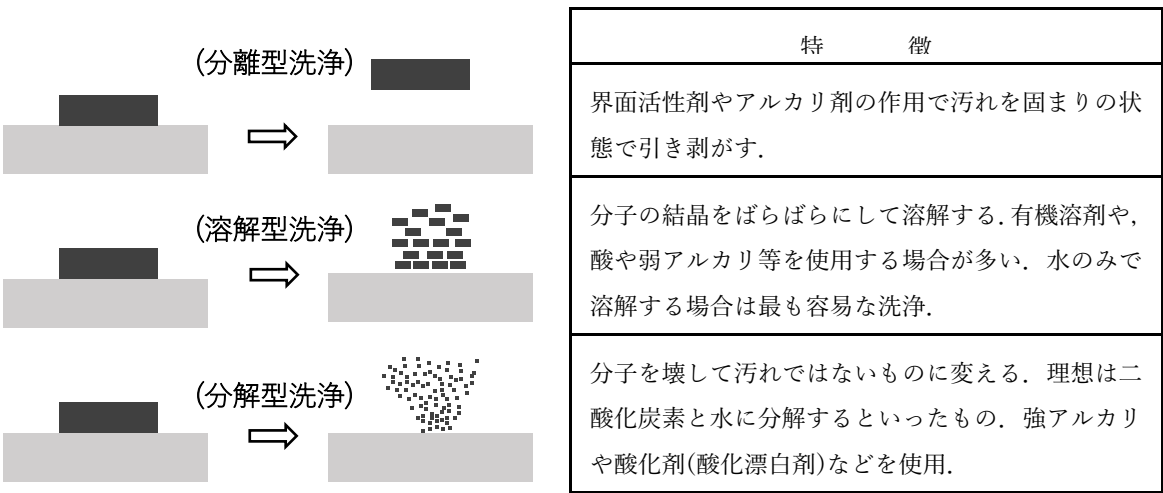 (分離型洗浄)
(溶解型洗浄)
(分解型洗浄)
特 徴
界面活性剤やアルカリ剤の作用で汚れを固まりの状
態で引き剥がす．
分子の結晶をばらばらにして溶解する．有機溶剤や，
酸や弱アルカリ等を使用する場合が多い．水のみで
溶解する場合は最も容易な洗浄．
分子を壊して汚れではないものに変える．理想は二
酸化炭素と水に分解するといったもの．強アルカリ
や酸化剤(酸化漂白剤)などを使用．